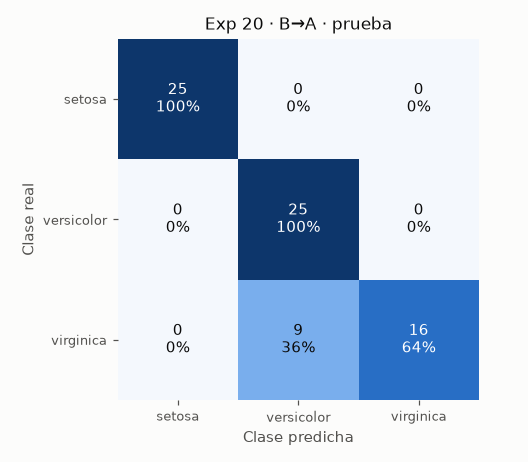 Exp 20 · B→A · prueba
Clase real
setosa
25
100%
0
0%
0
0%
versicolor
0
0%
25
100%
0
0%
virginica
0
0%
9
36%
16
64%
setosa
versicolor
virginica
Clase predicha